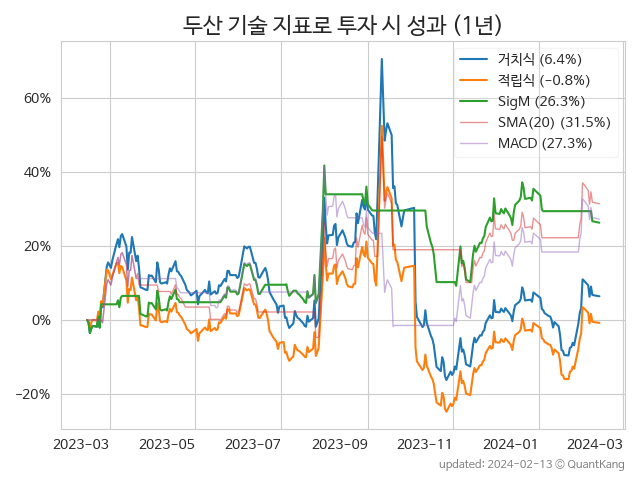 두산 기술 지표로 투자 시 성과 (1년)
거치식 (6.4%)
적립식 (−0.8%)
SigM (26.3%)
SMA(20) (31.5%)
MACD (27.3%)
60%
40%
20%
0%
−20%
2023-03 2023-05 2023-07 2023-09 2023-11 2024-01 2024-03
updated: 2024-02-13 ⓒ QuantKang